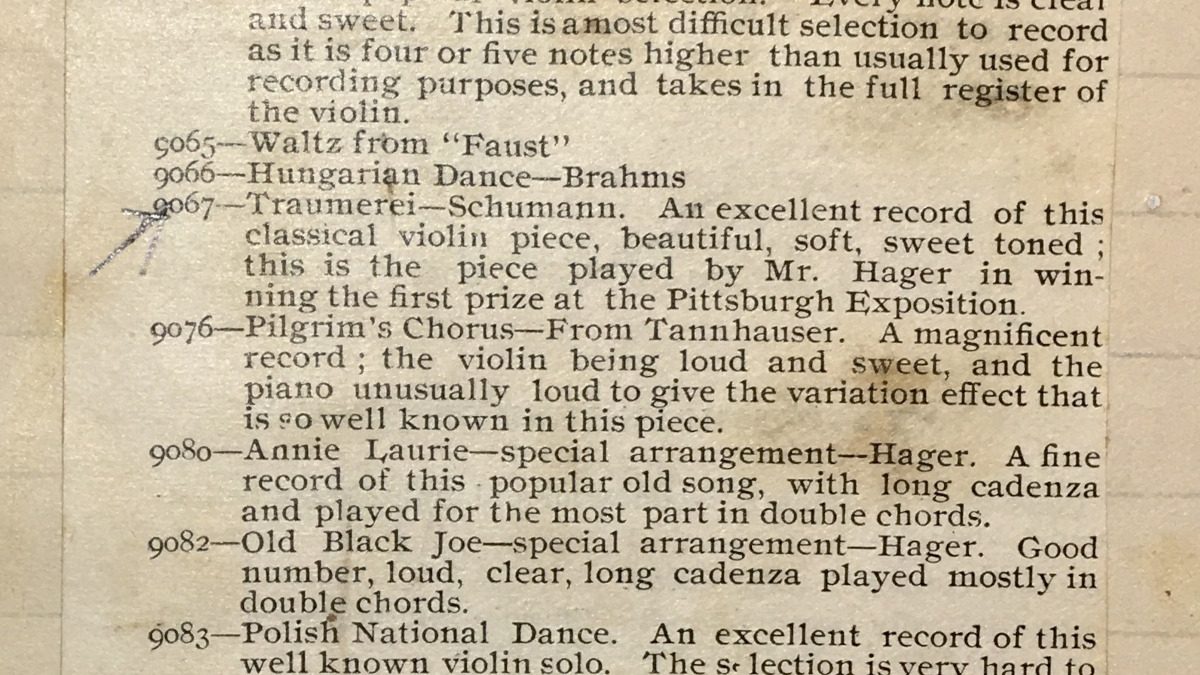 violin selection. Every note is clear
and sweet. This is a most difficult selection to record
as it is four or five notes higher than usually used for
recording purposes, and takes in the full register of
the violin.
9065—Waltz from “Faust”
9066—Hungarian Dance—Brahms
9067—Traumerei—Schumann. An excellent record of this
classical violin piece, beautiful, soft, sweet toned ;
this is the piece played by Mr. Hager in win-
ning the first prize at the Pittsburgh Exposition.
9076—Pilgrim’s Chorus—From Tannhauser. A magnificent
record ; the violin being loud and sweet, and the
piano unusually loud to give the variation effect that
is so well known in this piece.
9080—Annie Laurie—special arrangement—Hager. A fine
record of this popular old song, with long cadenza
and played for the most part in double chords.
9082—Old Black Joe—special arrangement—Hager. Good
number, loud, clear, long cadenza played mostly in
double chords.
9083—Polish National Dance. An excellent record of this
well known violin solo. The selection is very hard to